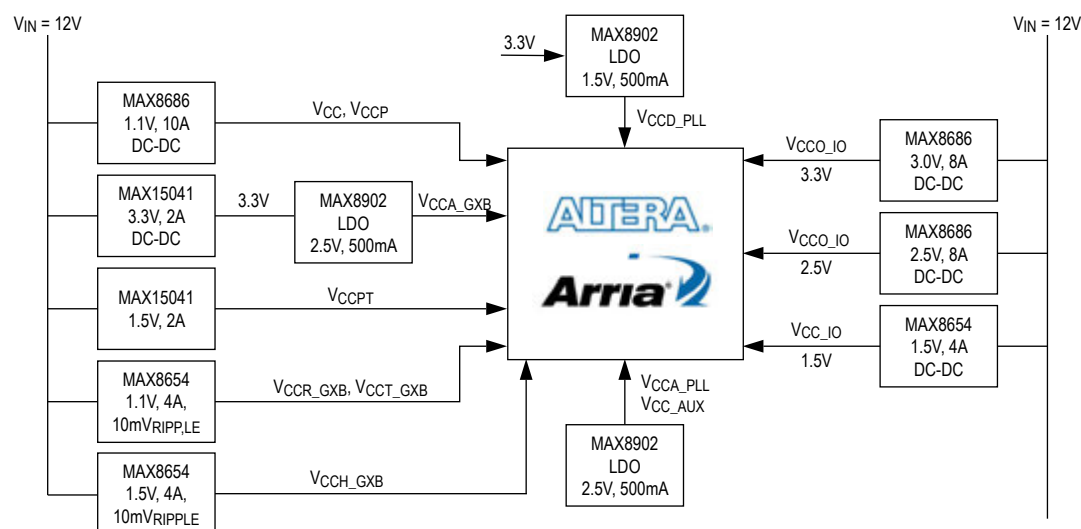 VIN = 12V
VIN = 12V
3.3V
MAX8902
LDO
1.5V, 500mA
VCCD_PLL
MAX8686
1.1V, 10A
DC-DC
VCC, VCCP
MAX15041
3.3V, 2A
DC-DC
3.3V
MAX8902
LDO
2.5V, 500mA
VCCA_GXB
MAX15041
1.5V, 2A
VCCPT
MAX8654
1.1V, 4A,
10mVRIPP,LE
VCCR_GXB, VCCT_GXB
MAX8654
1.5V, 4A,
10mVRIPPLE
VCCH_GXB
ALTERA®
Arria® II
VCCA_PLL
VCC_AUX
MAX8902
LDO
2.5V, 500mA
VCCO_IO
3.3V
MAX8686
3.0V, 8A
DC-DC
VCCO_IO
2.5V
MAX8686
2.5V, 8A
DC-DC
VCC_IO
1.5V
MAX8654
1.5V, 4A
DC-DC